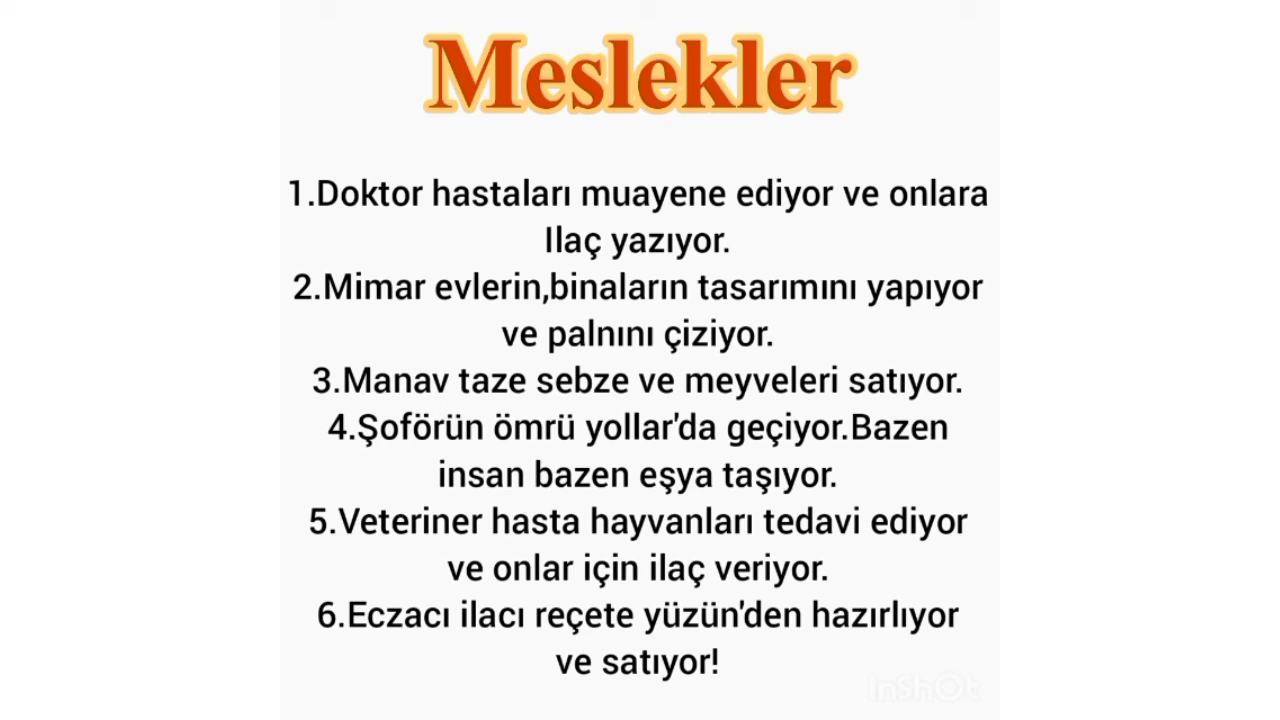 Meslekler
1.Doktor hastaları muayene ediyor ve onlara
Ilaç yazıyor.
2.Mimar evlerin,binaların tasarımını yapıyor
ve palnını çiziyor.
3.Manav taze sebze ve meyveleri satıyor.
4.Şoförün ömrü yollar'da geçiyor.Bazen
insan bazen eşya taşıyor.
5.Veteriner hasta hayvanları tedavi ediyor
ve onlar için ilaç veriyor.
6.Eczacı ilacı reçete yüzün'den hazırlıyor
ve satıyor!
InShOt